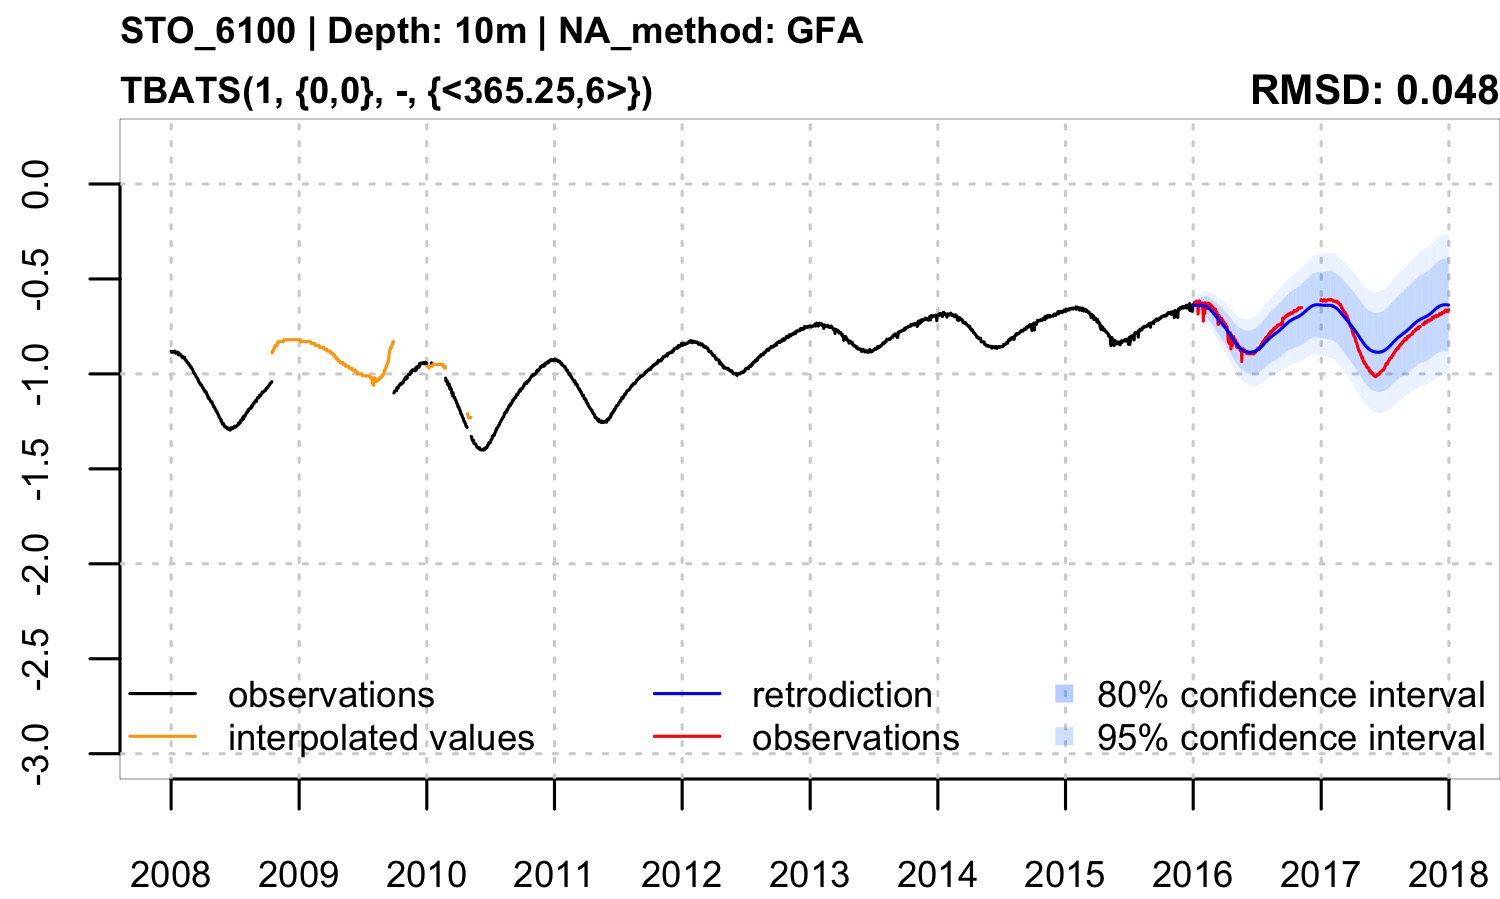 STO_6100 | Depth: 10m | NA_method: GFA
TBATS(1, {0,0}, -, {<365.25,6>})
RMSD: 0.048
0.0
-0.5
-1.0
-1.5
-2.0
-2.5
-3.0
observations
interpolated values
retrodiction
observations
80% confidence interval
95% confidence interval
2008 2009 2010 2011 2012 2013 2014 2015 2016 2017 2018